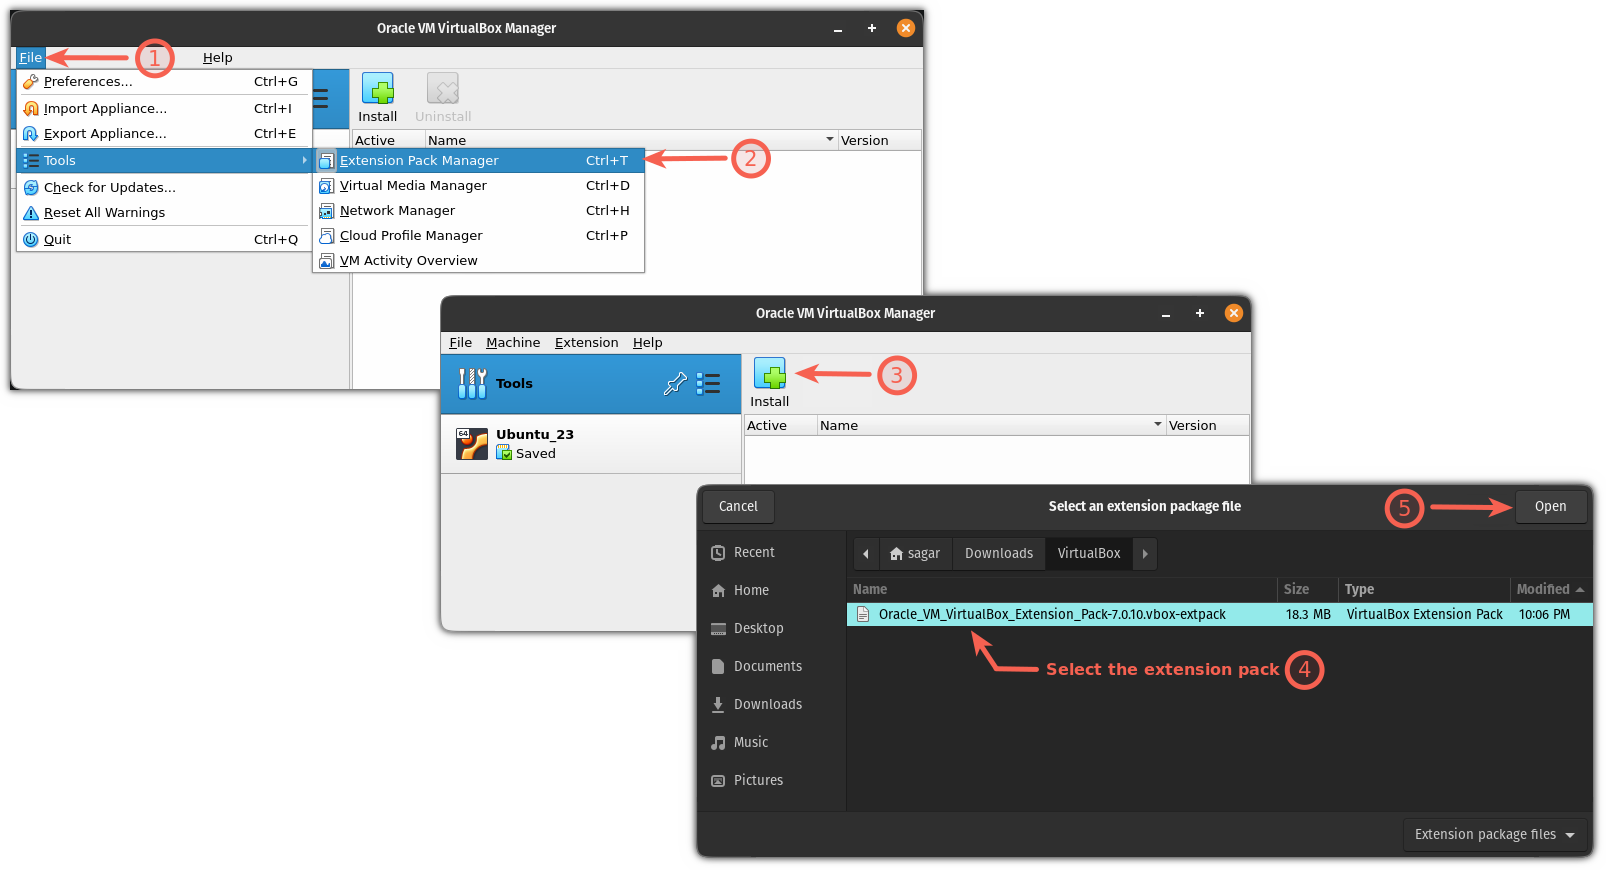 Oracle VM VirtualBox Manager
File
1
Help
Preferences... Ctrl+G
Import Appliance... Ctrl+I
Export Appliance... Ctrl+E
Tools
Check for Updates...
Reset All Warnings
Quit Ctrl+Q
Install Uninstall
Active Name Version
Extension Pack Manager Ctrl+T
2
Virtual Media Manager Ctrl+D
Network Manager Ctrl+H
Cloud Profile Manager Ctrl+P
VM Activity Overview
Oracle VM VirtualBox Manager
File Machine Extension Help
Tools
64
Ubuntu_23
Saved
3
Install
Active Name Version
Cancel Select an extension package file 5 Open
Recent
Home
Desktop
Documents
Downloads
Music
Pictures
sagar Downloads VirtualBox
Name Size Type Modified
Oracle_VM_VirtualBox_Extension_Pack-7.0.10.vbox-extpack 18.3 MB VirtualBox Extension Pack 10:06 PM
Select the extension pack 4
Extension package files